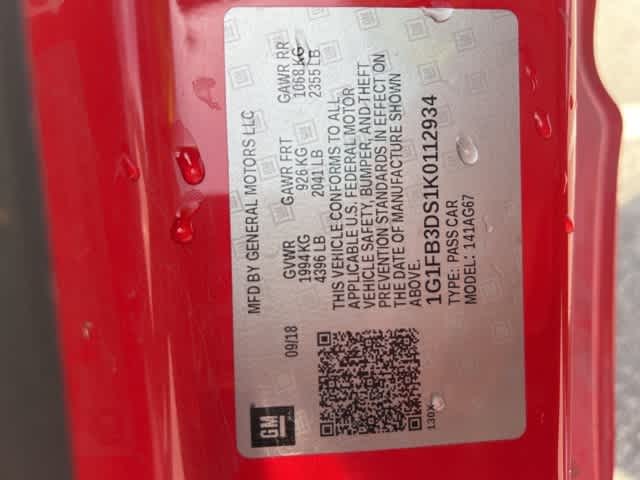 GM
09/18
MFD BY GENERAL MOTORS LLC
GVWR GAWR FRT GAWR RR
1994 KG 926 KG 1068 KG
4396 LB 2041 LB 2355 LB
THIS VEHICLE CONFORMS TO ALL
APPLICABLE U.S. FEDERAL MOTOR
VEHICLE SAFETY, BUMPER, AND THEFT
PREVENTION STANDARDS IN EFFECT ON
THE DATE OF MANUFACTURE SHOWN
ABOVE.
1G1FB3DS1K0112934
TYPE: PASS CAR
MODEL: 141AG67
130X